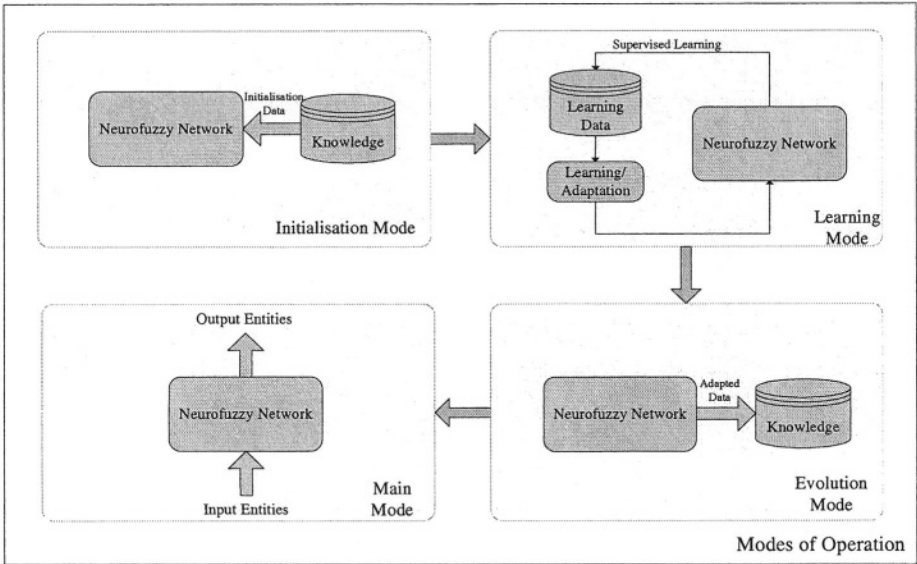 Initialisation
Data
Neurofuzzy Network
Knowledge
Initialisation Mode
Supervised Learning
Learning
Data
Neurofuzzy Network
Learning/
Adaptation
Learning
Mode
Output Entities
Neurofuzzy Network
Input Entities
Main
Mode
Neurofuzzy Network
Adapted
Data
Knowledge
Evolution
Mode
Modes of Operation